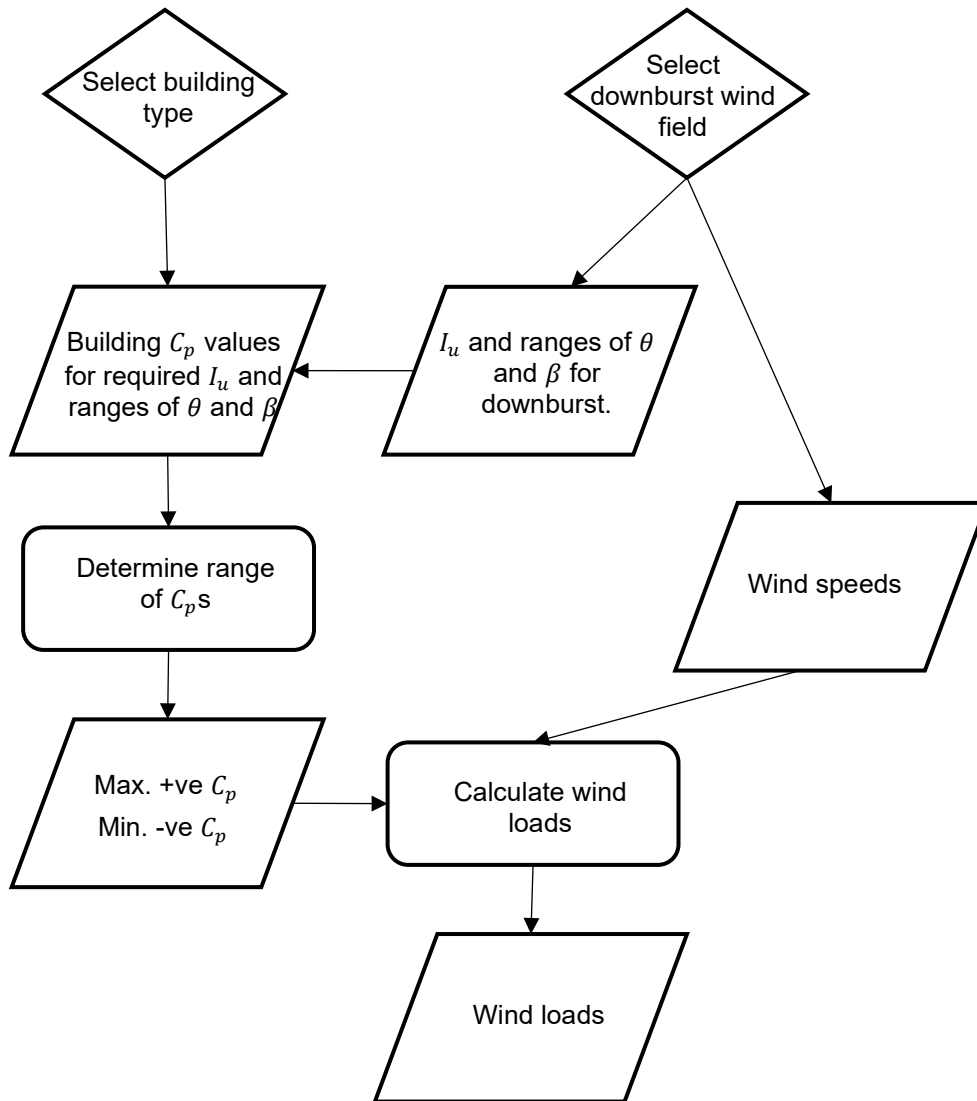 Select building
type
Select
downburst wind
field
Building 𝐶𝑝 values
for required 𝐼𝑢 and
ranges of 𝜃 and 𝛽
𝐼𝑢 and ranges of 𝜃
and 𝛽 for
downburst.
Determine range
of 𝐶𝑝s
Wind speeds
Max. +ve 𝐶𝑝
Min. -ve 𝐶𝑝
Calculate wind
loads
Wind loads